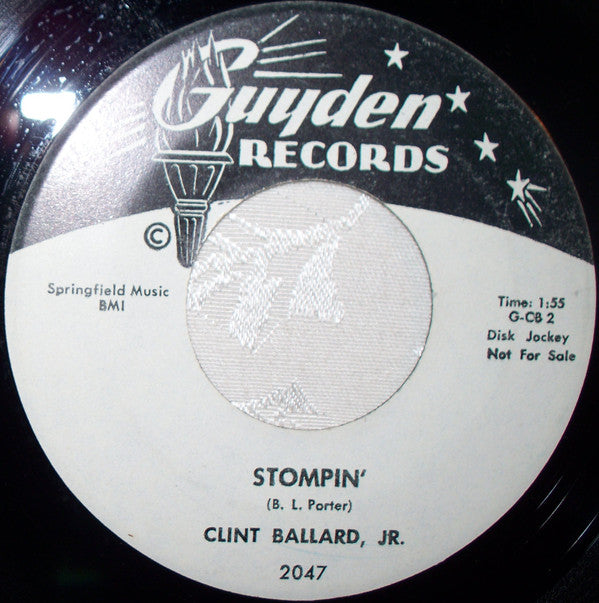 Guyden
RECORDS
©
Springfield Music
BMI
Time: 1:55
G-CB 2
Disk Jockey
Not For Sale
STOMPIN'
(B. L. Porter)
CLINT BALLARD, JR.
2047